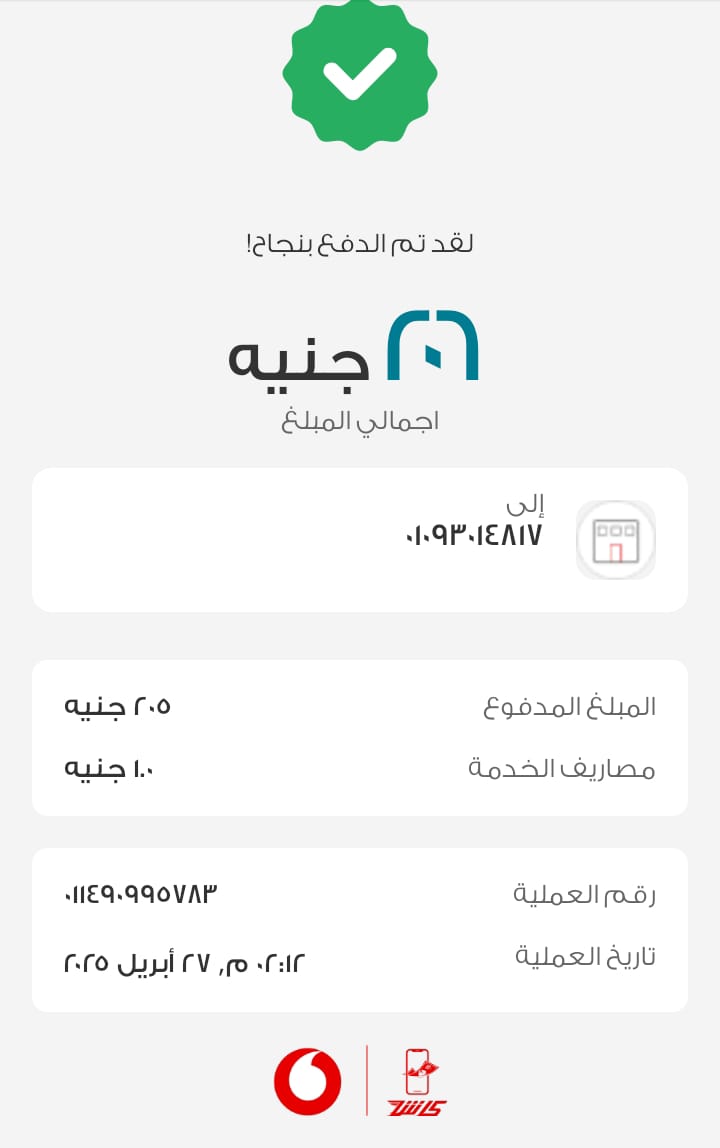 لقد تم الدفع بنجاح!
٢٠٦ جنيه
اجمالي المبلغ
إلى
٠١٠٩٣٠١٤٨١٧
المبلغ المدفوع ٢٠٥ جنيه
مصاريف الخدمة ١.٠ جنيه
رقم العملية ٠١١٤٩٠٩٩٥٧٨٣
تاريخ العملية ٠٢:١٢ م, ٢٧ أبريل ٢٠٢٥
كاش